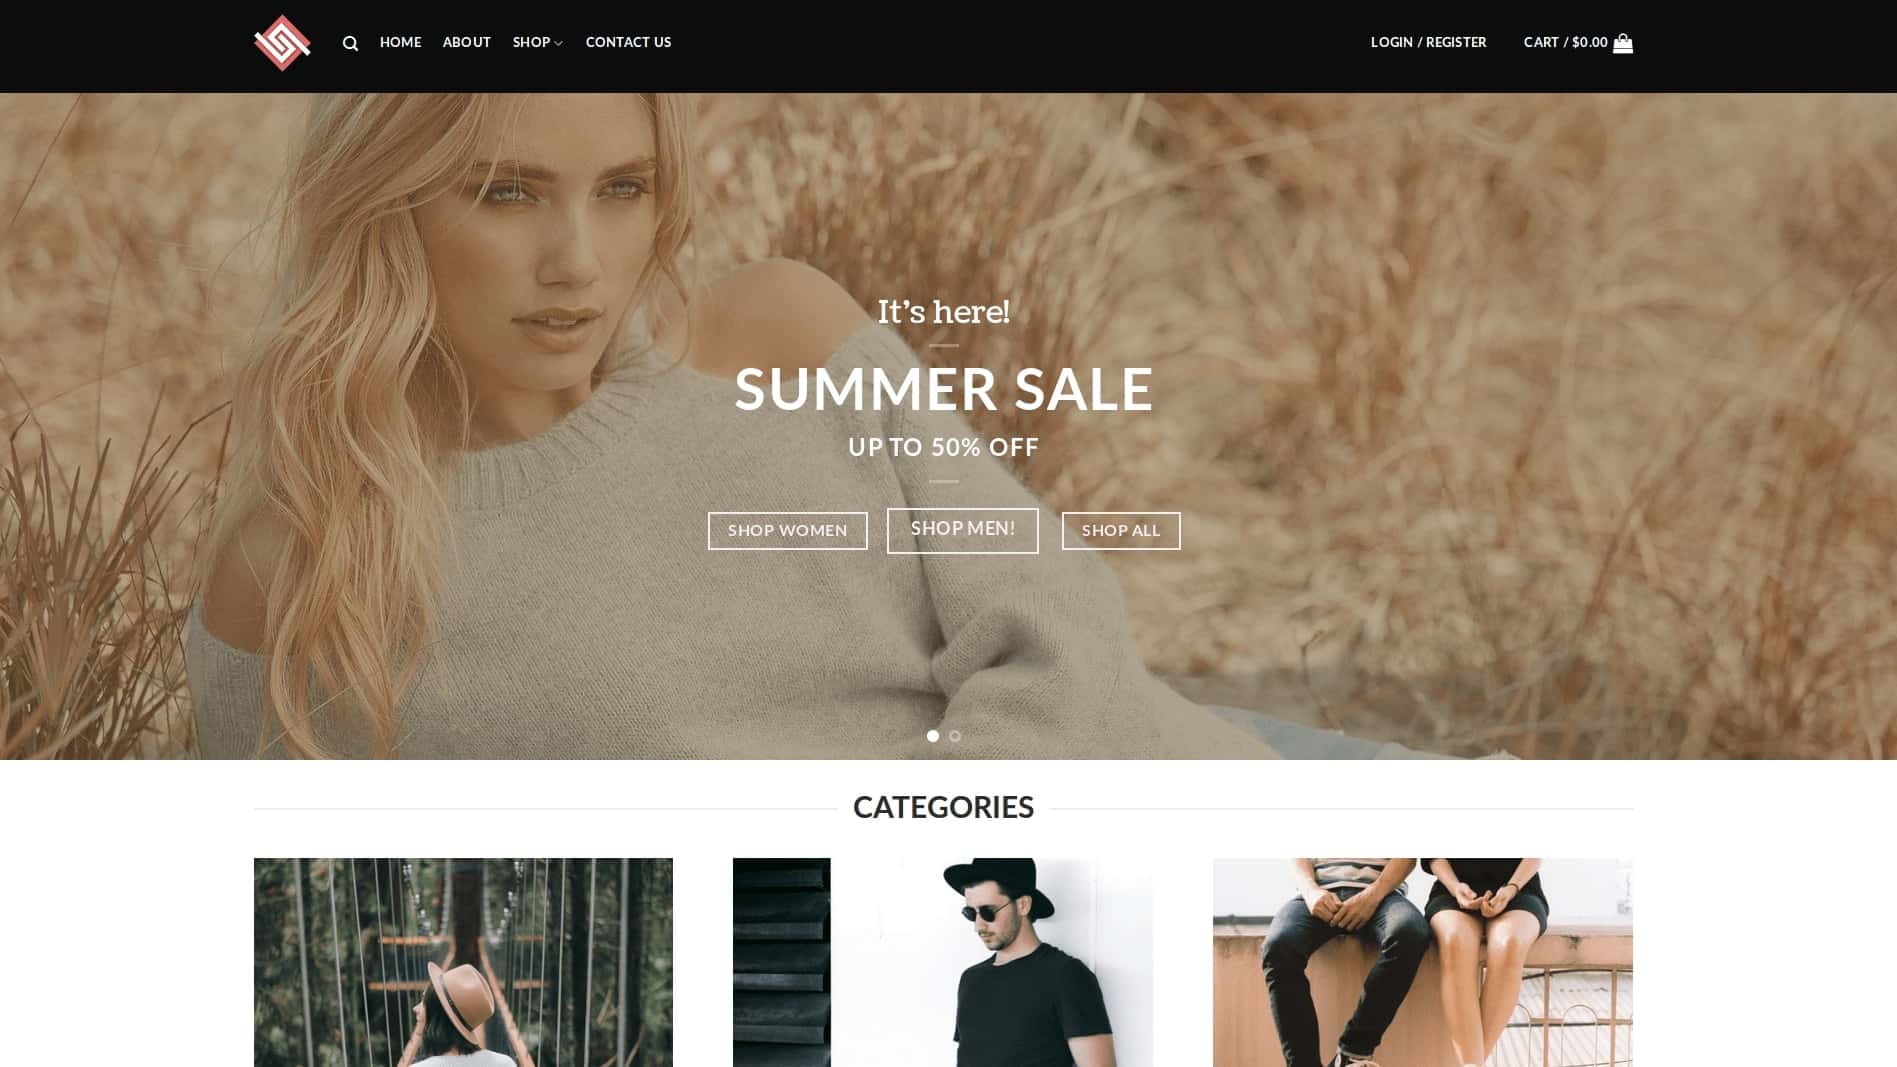 HOME ABOUT SHOP CONTACT US LOGIN / REGISTER CART / $0.00
It's here!
SUMMER SALE
UP TO 50% OFF
SHOP WOMEN SHOP MEN! SHOP ALL
CATEGORIES